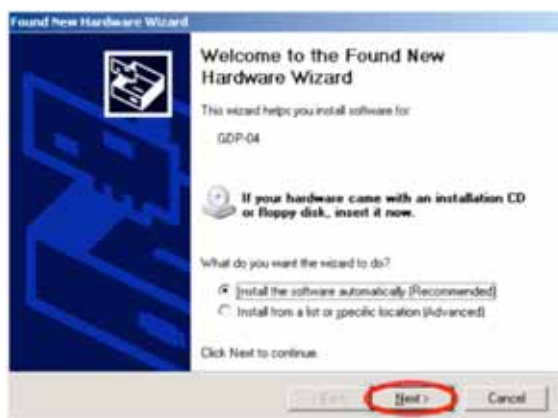 Found New Hardware Wizard
Welcome to the Found New
Hardware Wizard
This wizard helps you install software for:
GDP-04
If your hardware came with an installation CD
or floppy disk, insert it now.
What do you want the wizard to do?
Install the software automatically (Recommended)
Install from a list or specific location (Advanced)
Click Next to continue.
< Back Next > Cancel